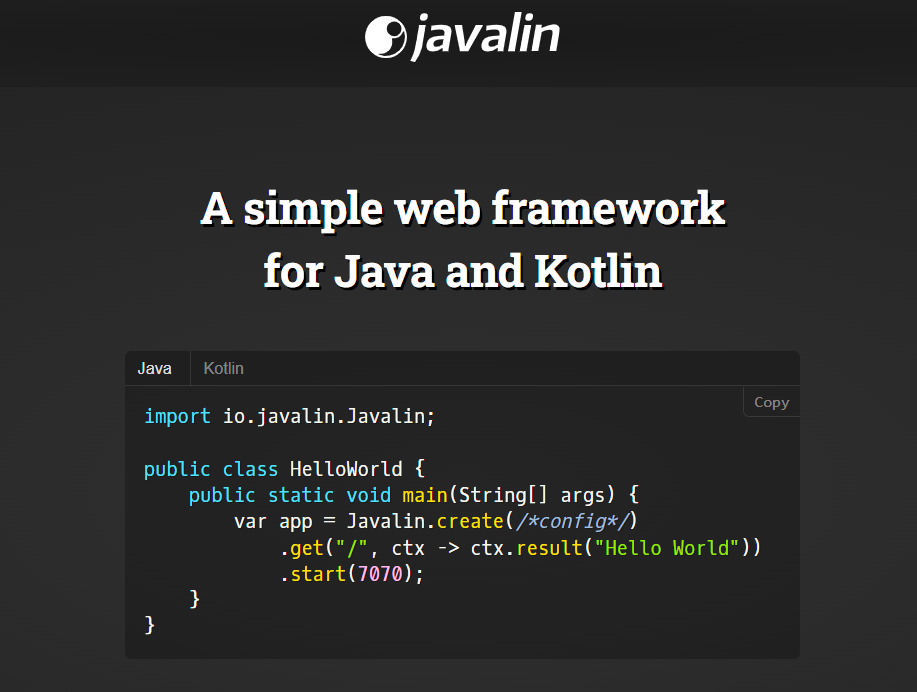 javalin
A simple web framework
for Java and Kotlin
Java Kotlin
Copy
import io.javalin.Javalin;
public class HelloWorld {
    public static void main(String[] args) {
        var app = Javalin.create(/*config*/)
            .get("/", ctx -> ctx.result("Hello World"))
            .start(7070);
    }
}